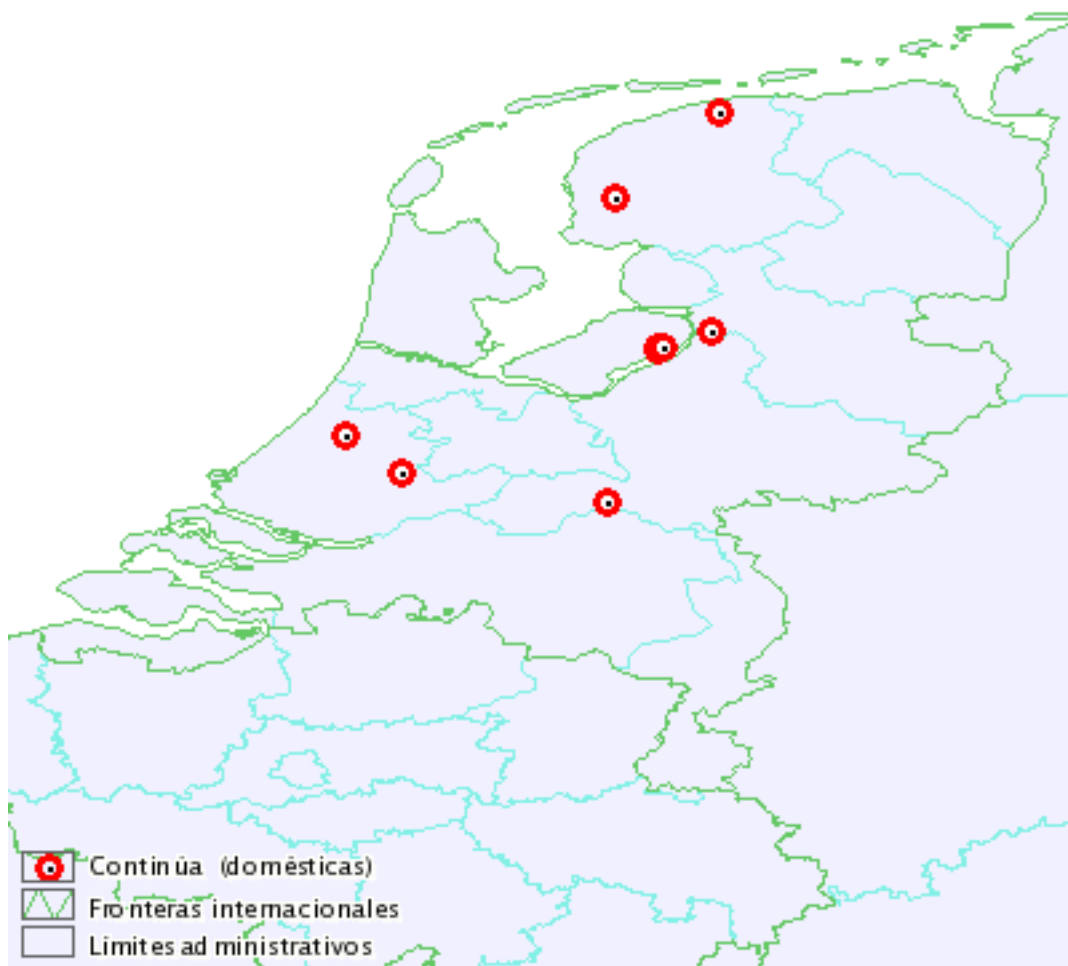 Continúa (domésticas)
Fronteras internacionales
Límites administrativos